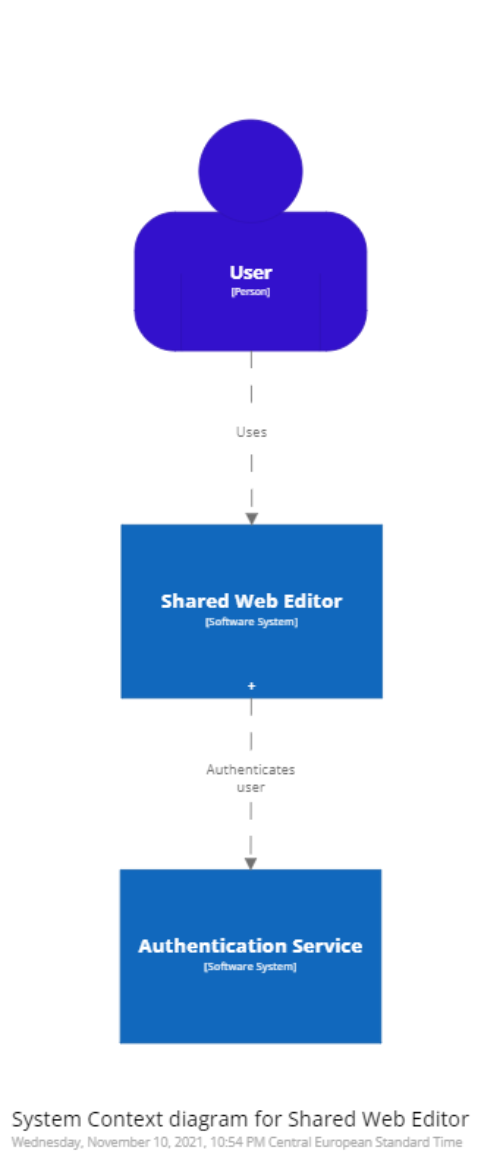 User
[Person]
Uses
Shared Web Editor
[Software System]
+
Authenticates
user
Authentication Service
[Software System]
System Context diagram for Shared Web Editor
Wednesday, November 10, 2021, 10:54 PM Central European Standard Time